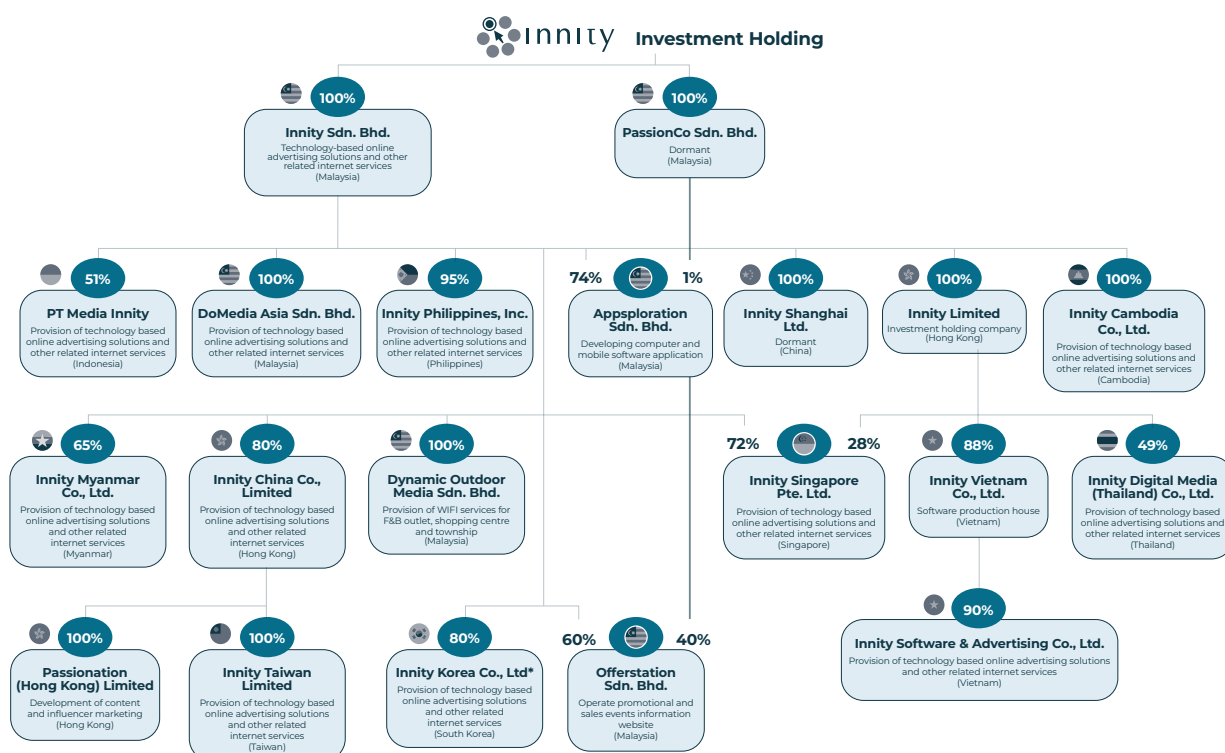 ınnıty Investment Holding
100%
Innity Sdn. Bhd.
Technology-based online
advertising solutions and other
related internet services
(Malaysia)
100%
PassionCo Sdn. Bhd.
Dormant
(Malaysia)
51%
PT Media Innity
Provision of technology based
online advertising solutions and
other related internet services
(Indonesia)
100%
DoMedia Asia Sdn. Bhd.
Provision of technology based
online advertising solutions and
other related internet services
(Malaysia)
95%
Innity Philippines, Inc.
Provision of technology based
online advertising solutions and
other related internet services
(Philippines)
74% 1%
Appsploration
Sdn. Bhd.
Developing computer and
mobile software application
(Malaysia)
100%
Innity Shanghai
Ltd.
Dormant
(China)
100%
Innity Limited
Investment holding company
(Hong Kong)
100%
Innity Cambodia
Co., Ltd.
Provision of technology based
online advertising solutions and
other related internet services
(Cambodia)
65%
Innity Myanmar
Co., Ltd.
Provision of technology based
online advertising solutions
and other related
internet services
(Myanmar)
80%
Innity China Co.,
Limited
Provision of technology based
online advertising solutions
and other related
internet services
(Hong Kong)
100%
Dynamic Outdoor
Media Sdn. Bhd.
Provision of WIFI services for
F&B outlet, shopping centre
and township
(Malaysia)
72% 28%
Innity Singapore
Pte. Ltd.
Provision of technology based
online advertising solutions and
other related internet services
(Singapore)
88%
Innity Vietnam
Co., Ltd.
Software production house
(Vietnam)
49%
Innity Digital Media
(Thailand) Co., Ltd.
Provision of technology based
online advertising solutions and
other related internet services
(Thailand)
100%
Passionation
(Hong Kong) Limited
Development of content
and influencer marketing
(Hong Kong)
100%
Innity Taiwan
Limited
Provision of technology based
online advertising solutions
and other related
internet services
(Taiwan)
80%
Innity Korea Co., Ltd*
Provision of technology based
online advertising solutions
and other related
internet services
(South Korea)
60% 40%
Offerstation
Sdn. Bhd.
Operate promotional and
sales events information
website
(Malaysia)
90%
Innity Software & Advertising Co., Ltd.
Provision of technology based online advertising solutions
and other related internet services
(Vietnam)